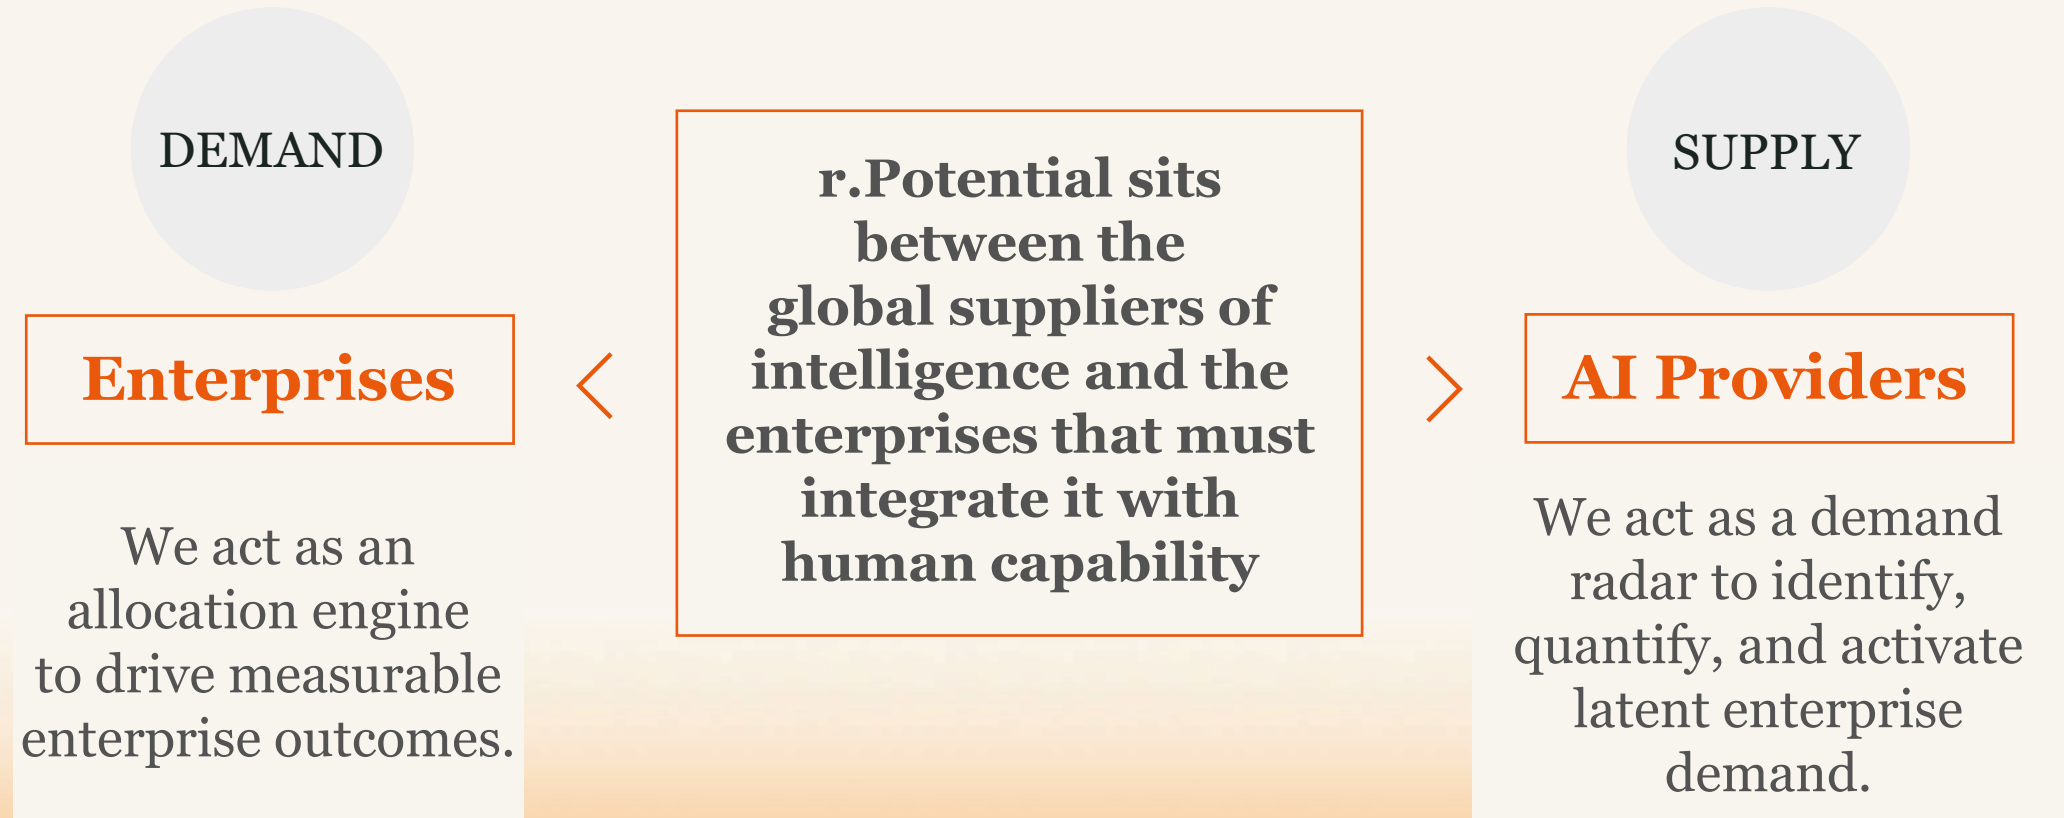 DEMAND
Enterprises
We act as an
allocation engine
to drive measurable
enterprise outcomes.
r.Potential sits
between the
global suppliers of
intelligence and the
enterprises that must
integrate it with
human capability
SUPPLY
AI Providers
We act as a demand
radar to identify,
quantify, and activate
latent enterprise
demand.